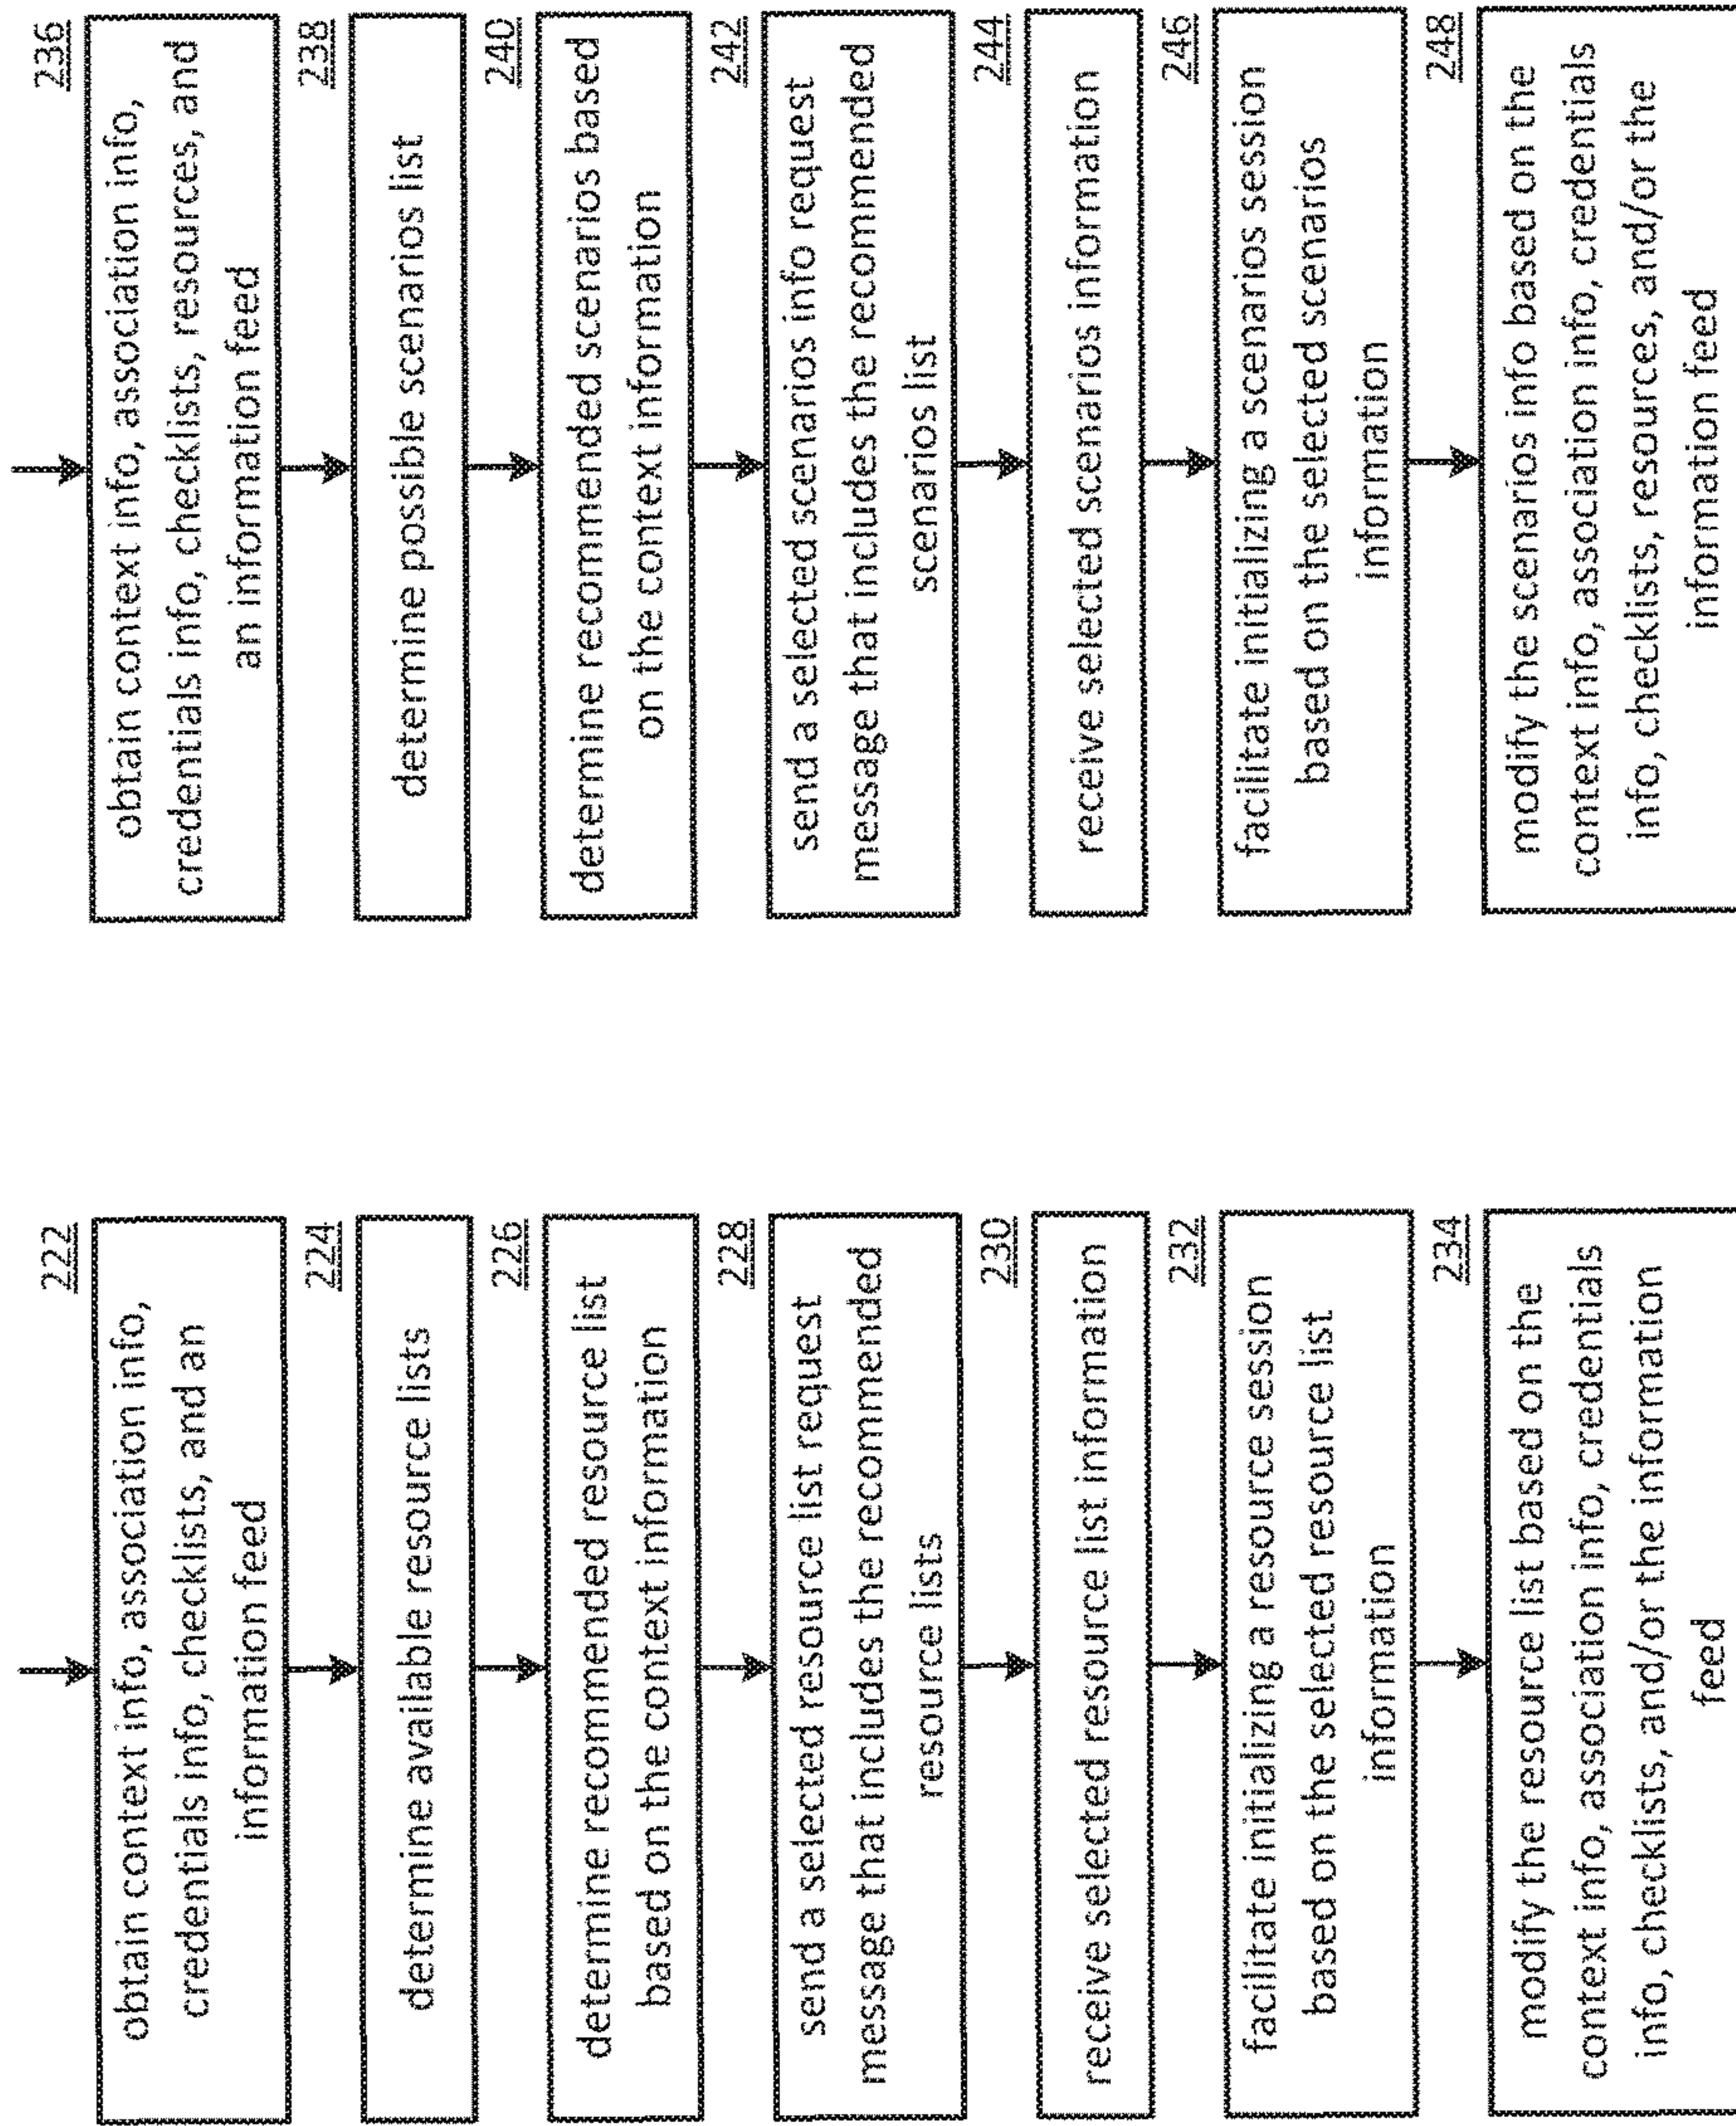 222
obtain context info, association info,
credentials info, checklists, and an
information feed
224
determine available resource lists
226
determine recommended resource list
based on the context information
228
send a selected resource list request
message that includes the recommended
resource lists
230
receive selected resource list information
232
facilitate initializing a resource session
based on the selected resource list
information
234
modify the resource list based on the
context info, association info, credentials
info, checklists, and/or the information
feed
236
obtain context info, association info,
credentials info, checklists, resources, and
an information feed
238
determine possible scenarios list
240
determine recommended scenarios based
on the context information
242
send a selected scenarios info request
message that includes the recommended
scenarios list
244
receive selected scenarios information
246
facilitate initializing a scenarios session
based on the selected scenarios
information
248
modify the scenarios info based on the
context info, association info, credentials
info, checklists, resources, and/or the
information feed